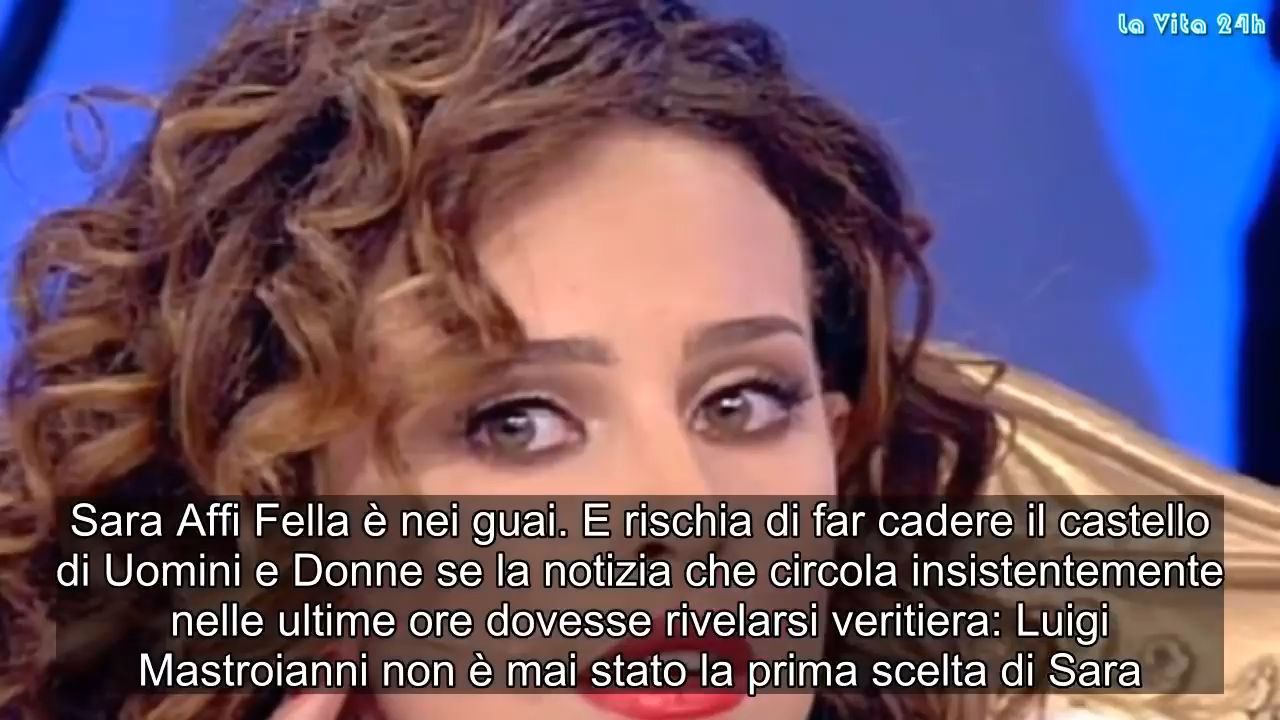 La Vita 24h
Sara Affi Fella è nei guai. E rischia di far cadere il castello
di Uomini e Donne se la notizia che circola insistentemente
nelle ultime ore dovesse rivelarsi veritiera: Luigi
Mastroianni non è mai stato la prima scelta di Sara